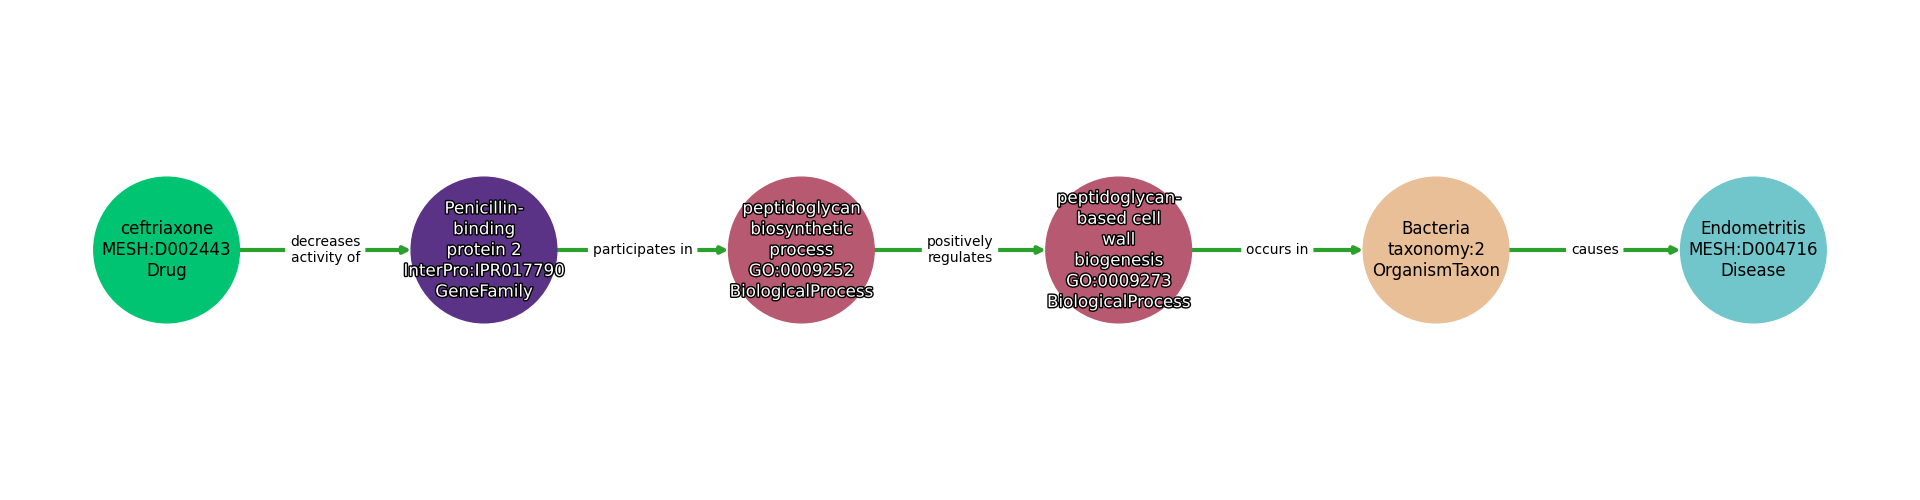 ceftriaxone
MESH:D002443
Drug
decreases
activity of
Penicillin-
binding
protein 2
InterPro:IPR017790
GeneFamily
participates in
peptidoglycan
biosynthetic
process
GO:0009252
BiologicalProcess
positively
regulates
peptidoglycan-
based cell
wall
biogenesis
GO:0009273
BiologicalProcess
occurs in
Bacteria
taxonomy:2
OrganismTaxon
causes
Endometritis
MESH:D004716
Disease